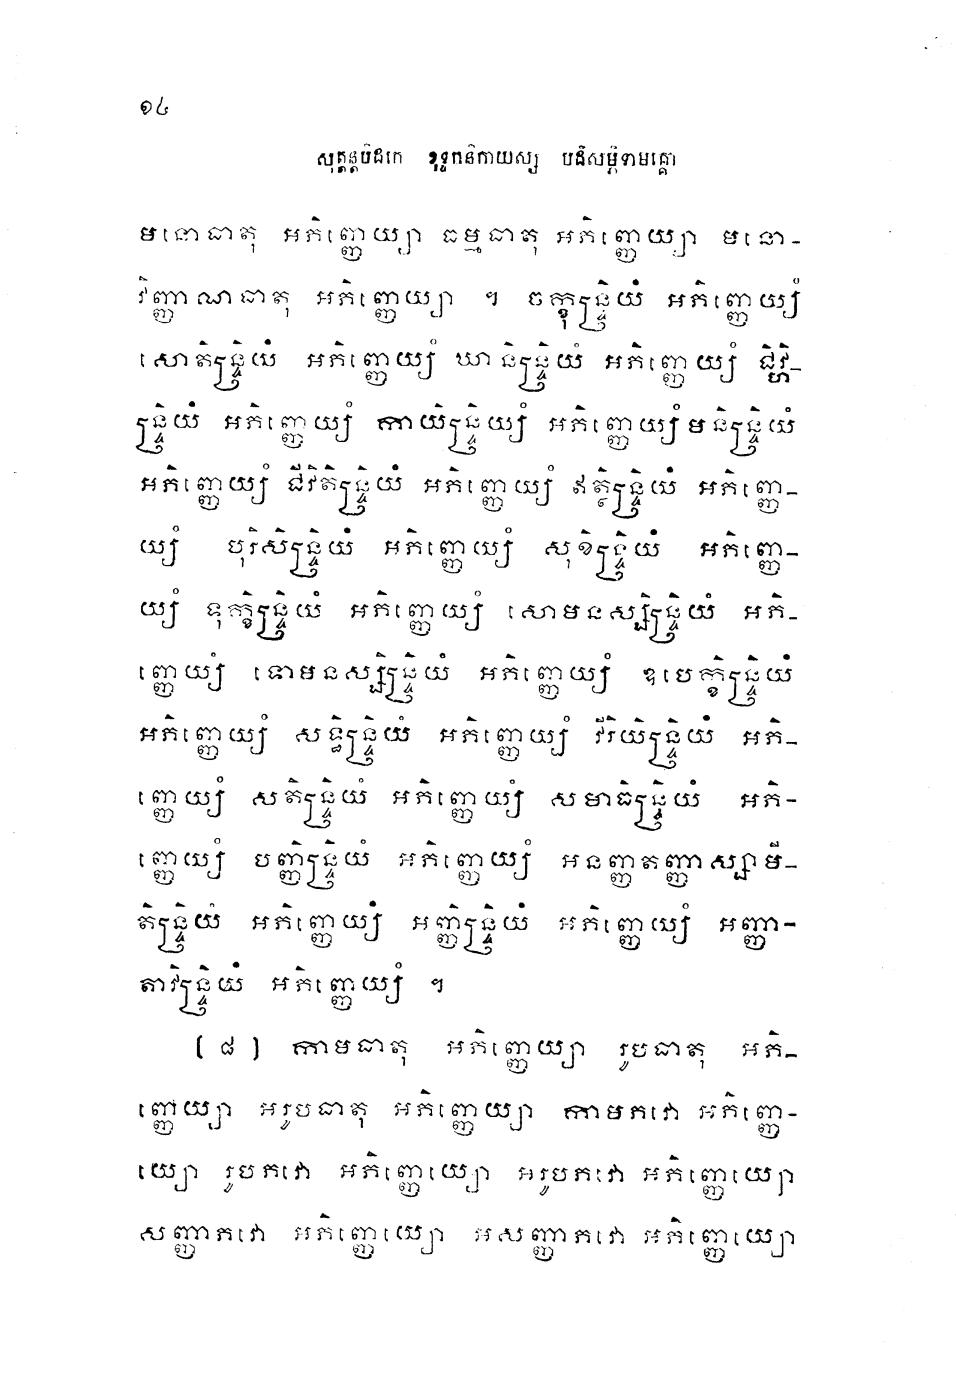 ១៤
សុត្តន្តបិដកេ ខុទ្ទកនិកាយស្ស បដិសម្ភិទាមគ្គោ
មនោធាតុ អភិញ្ញេយ្យា ធម្មធាតុ អភិញ្ញេយ្យា មនោ-
វិញ្ញាណធាតុ អភិញ្ញេយ្យា ។ ចក្ខុន្ទ្រិយំ អភិញ្ញេយ្យំ
សោតិន្ទ្រិយំ អភិញ្ញេយ្យំ ឃានិន្ទ្រិយំ អភិញ្ញេយ្យំ ជិវ្ហិ-
ន្ទ្រិយំ អភិញ្ញេយ្យំ កាយិន្ទ្រិយ្យំ អភិញ្ញេយ្យំ មនិន្ទ្រិយំ
អភិញ្ញេយ្យំ ជីវិតិន្ទ្រិយំ អភិញ្ញេយ្យំ ឥត្ថិន្ទ្រិយំ អភិញ្ញេ-
យ្យំ បុរិសិន្ទ្រិយំ អភិញ្ញេយ្យំ សុខិន្ទ្រិយំ អភិញ្ញេ-
យ្យំ ទុក្ខិន្ទ្រិយំ អភិញ្ញេយ្យំ សោមនស្សិន្ទ្រិយំ អភិ-
ញ្ញេយ្យំ ទោមនស្សិន្ទ្រិយំ អភិញ្ញេយ្យំ ឧបេក្ខិន្ទ្រិយំ
អភិញ្ញេយ្យំ សទ្ធិន្ទ្រិយំ អភិញ្ញេយ្យំ វីរិយិន្ទ្រិយំ អភិ-
ញ្ញេយ្យំ សតិន្ទ្រិយំ អភិញ្ញេយ្យំ សមាធិន្ទ្រិយំ អភិ-
ញ្ញេយ្យំ បញ្ញិន្ទ្រិយំ អភិញ្ញេយ្យំ អនញ្ញតញ្ញាស្សាមី-
តិន្ទ្រិយំ អភិញ្ញេយ្យំ អញ្ញិន្ទ្រិយំ អភិញ្ញេយ្យំ អញ្ញា-
តាវិន្ទ្រិយំ អភិញ្ញេយ្យំ ។
[ ៨ ] កាមធាតុ អភិញ្ញេយ្យា រូបធាតុ អភិ-
ញ្ញេយ្យា អរូបធាតុ អភិញ្ញេយ្យា កាមភវោ អភិញ្ញេ-
យ្យោ រូបភវោ អភិញ្ញេយ្យោ អរូបភវោ អភិញ្ញេយ្យោ
សញ្ញាភវោ អភិញ្ញេយ្យោ អសញ្ញាភវោ អភិញ្ញេយ្យោ